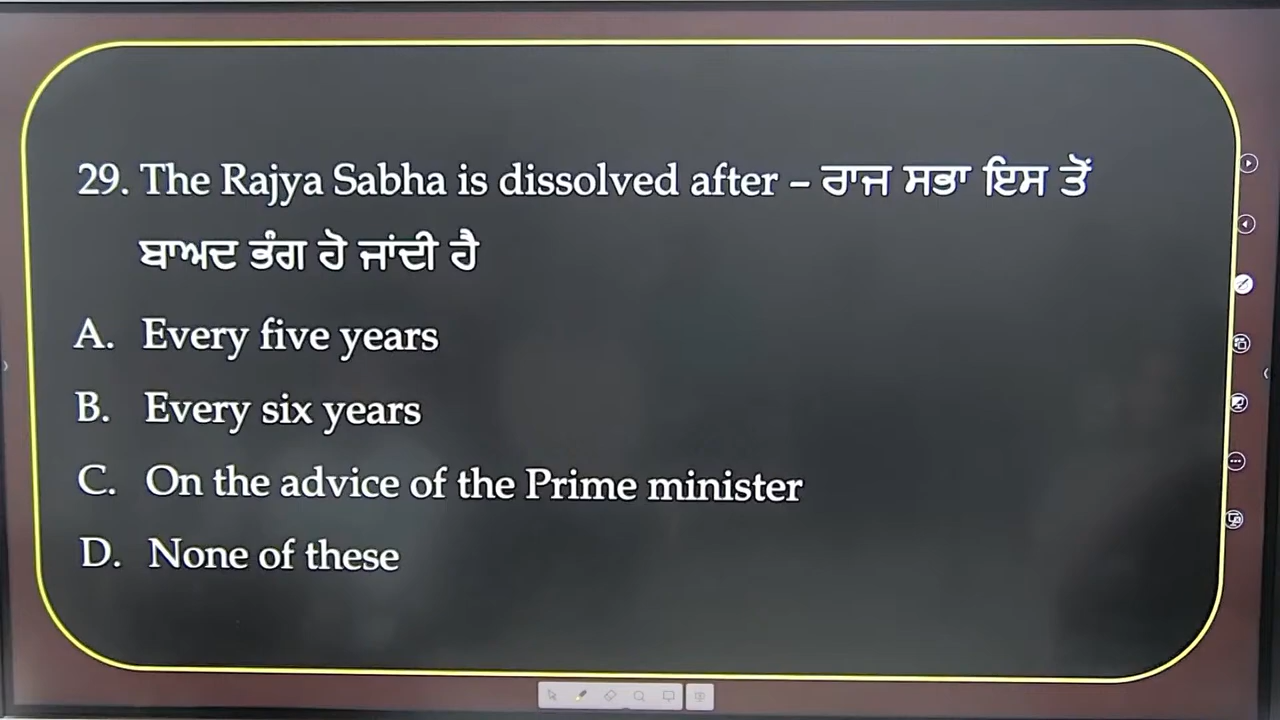 29. The Rajya Sabha is dissolved after – ਰਾਜ ਸਭਾ ਇਸ ਤੋਂ
ਬਾਅਦ ਭੰਗ ਹੋ ਜਾਂਦੀ ਹੈ
A. Every five years
B. Every six years
C. On the advice of the Prime minister
D. None of these